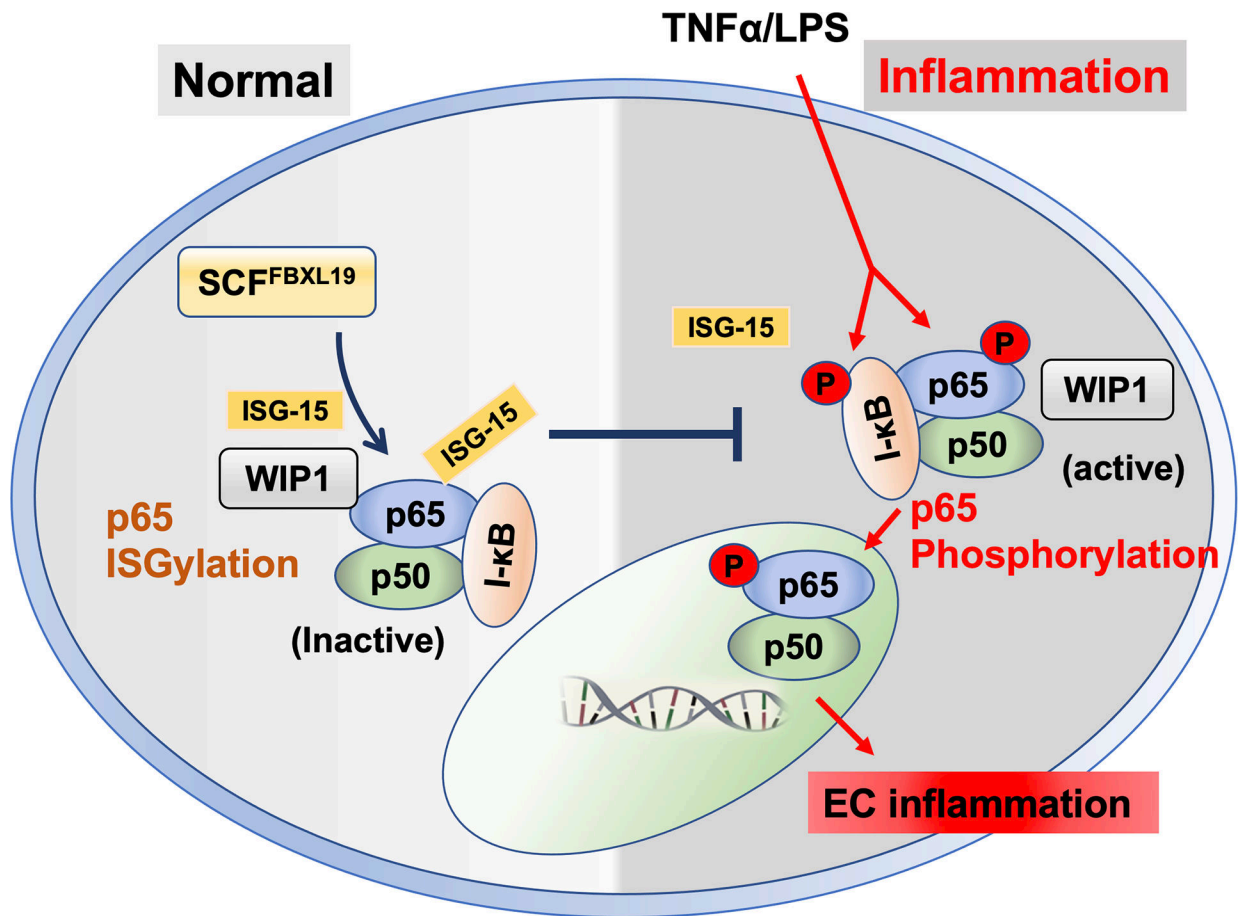 TNFα/LPS
Normal
Inflammation
SCFFBXL19
ISG-15
ISG-15
WIP1
p65
p50
I-κB
p65
ISGylation
(Inactive)
ISG-15
P
P
I-κB
p65
p50
WIP1
(active)
p65
Phosphorylation
P
p65
p50
EC inflammation